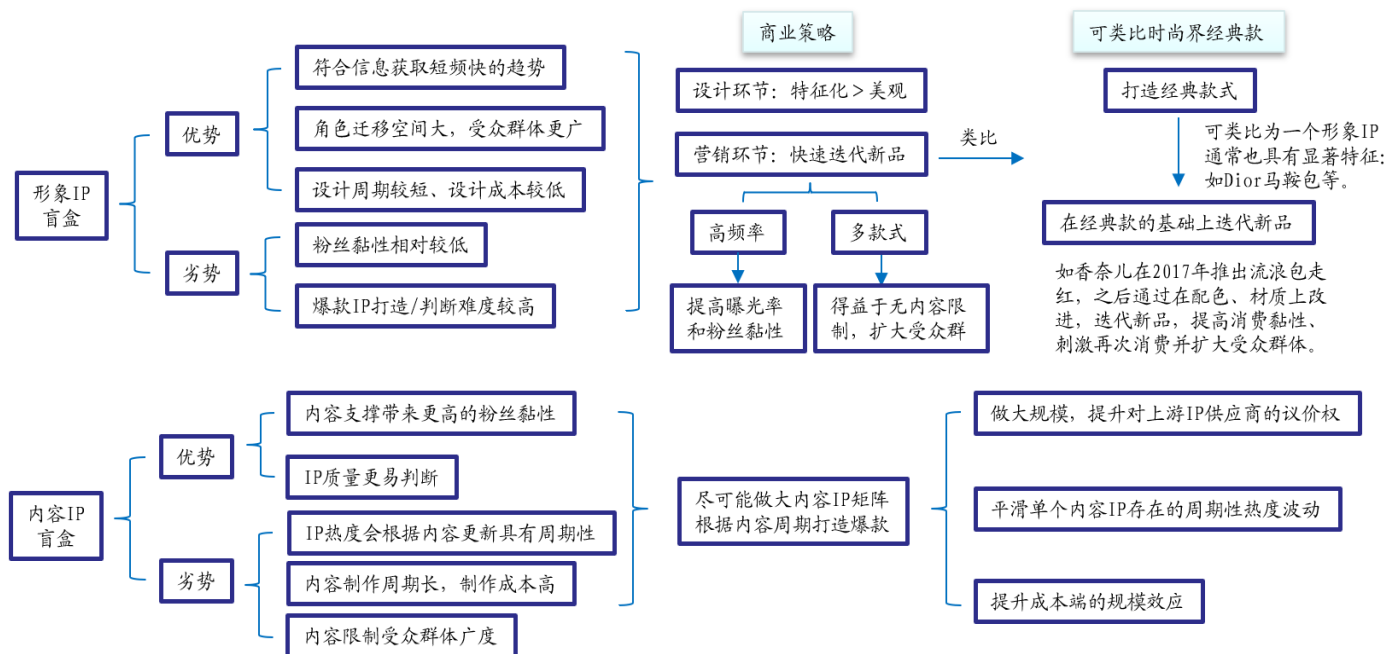 商业策略
可类比时尚界经典款
形象IP
盲盒
优势
符合信息获取短频快的趋势
角色迁移空间大，受众群体更广
设计周期较短、设计成本较低
劣势
粉丝黏性相对较低
爆款IP打造/判断难度较高
设计环节：特征化＞美观
营销环节：快速迭代新品
高频率
多款式
提高曝光率
和粉丝黏性
得益于无内容限
制，扩大受众群
类比
打造经典款式
可类比为一个形象IP
通常也具有显著特征：
如Dior马鞍包等。
在经典款的基础上迭代新品
如香奈儿在2017年推出流浪包走
红，之后通过在配色、材质上改
进，迭代新品，提高消费黏性、
刺激再次消费并扩大受众群体。
内容IP
盲盒
优势
内容支撑带来更高的粉丝黏性
IP质量更易判断
劣势
IP热度会根据内容更新具有周期性
内容制作周期长，制作成本高
内容限制受众群体广度
尽可能做大内容IP矩阵
根据内容周期打造爆款
做大规模，提升对上游IP供应商的议价权
平滑单个内容IP存在的周期性热度波动
提升成本端的规模效应